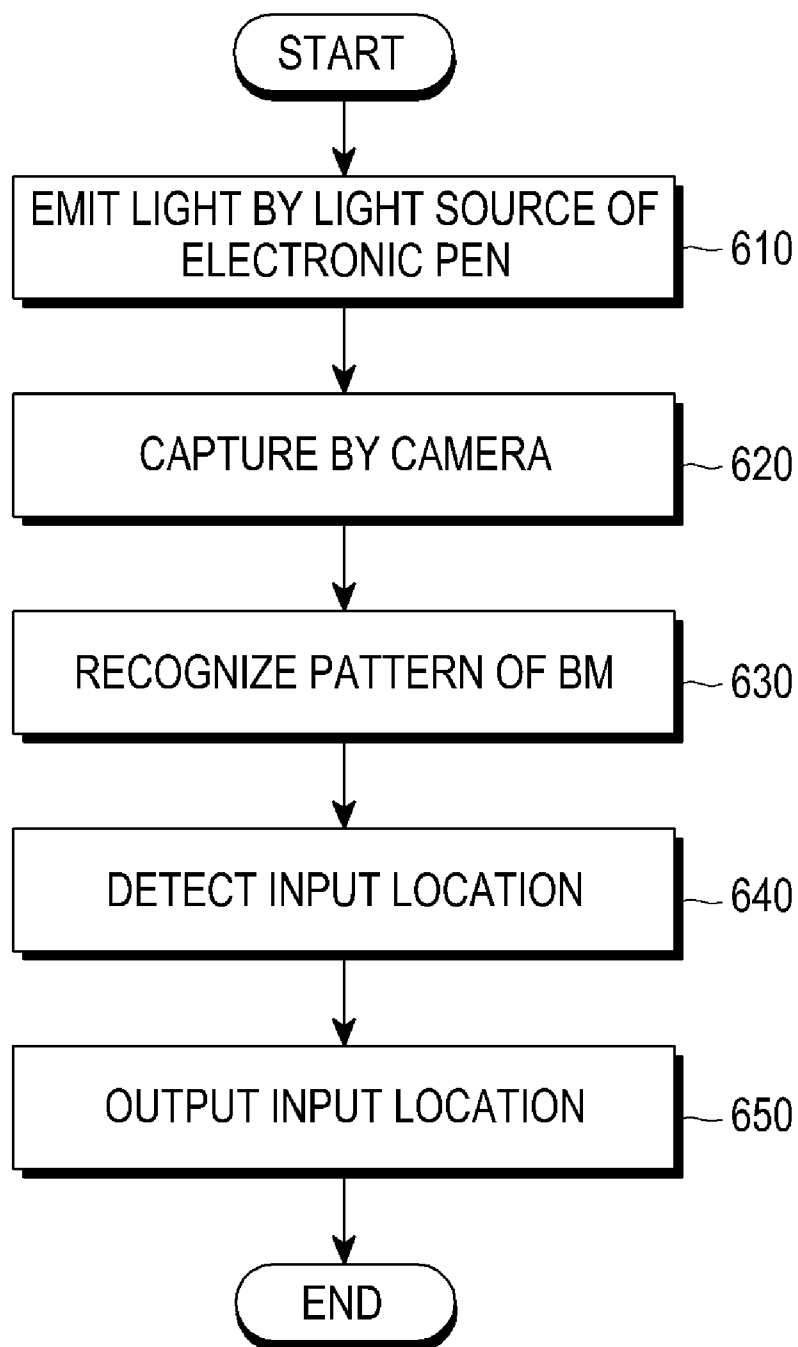 START
EMIT LIGHT BY LIGHT SOURCE OF
ELECTRONIC PEN
610
CAPTURE BY CAMERA
620
RECOGNIZE PATTERN OF BM
630
DETECT INPUT LOCATION
640
OUTPUT INPUT LOCATION
650
END